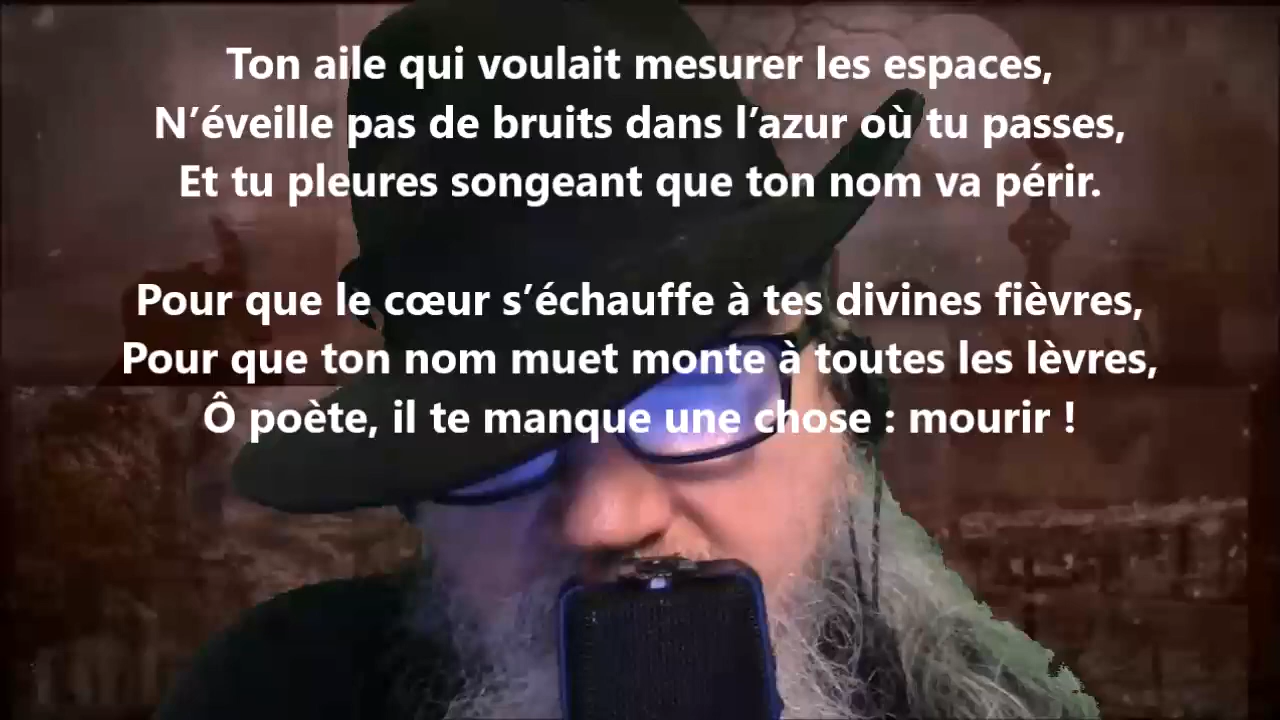 Ton aile qui voulait mesurer les espaces,
N’éveille pas de bruits dans l’azur où tu passes,
Et tu pleures songeant que ton nom va périr.
Pour que le cœur s’échauffe à tes divines fièvres,
Pour que ton nom muet monte à toutes les lèvres,
Ô poète, il te manque une chose : mourir !